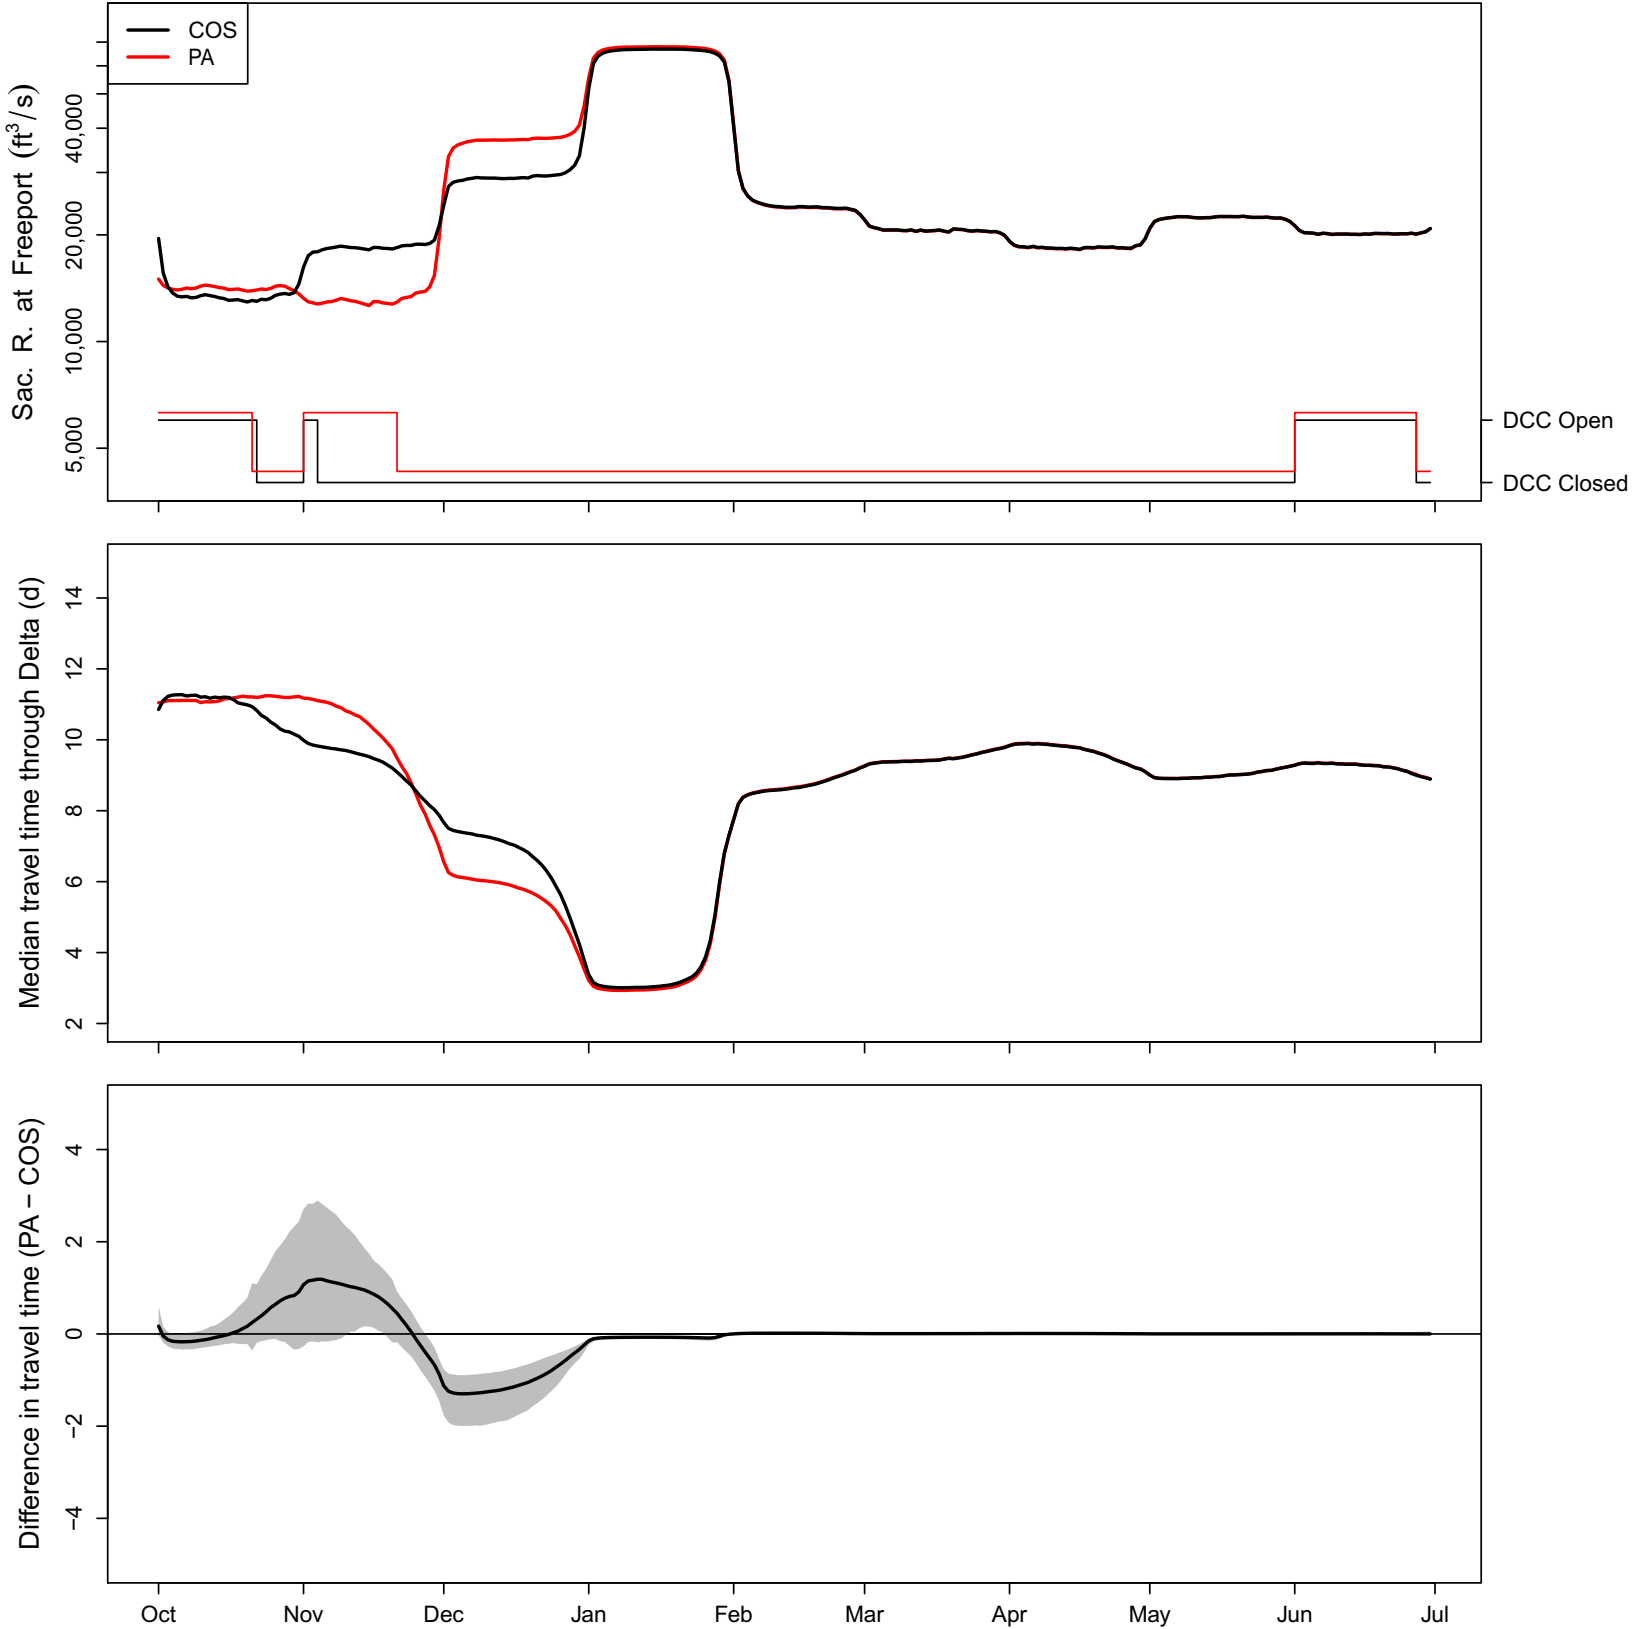 COS
PA
Sac. R. at Freeport (ft³/s)
40,000
20,000
10,000
5,000
DCC Open
DCC Closed
Median travel time through Delta (d)
14
12
10
8
6
4
2
Difference in travel time (PA − COS)
4
2
0
−2
−4
Oct Nov Dec Jan Feb Mar Apr May Jun Jul